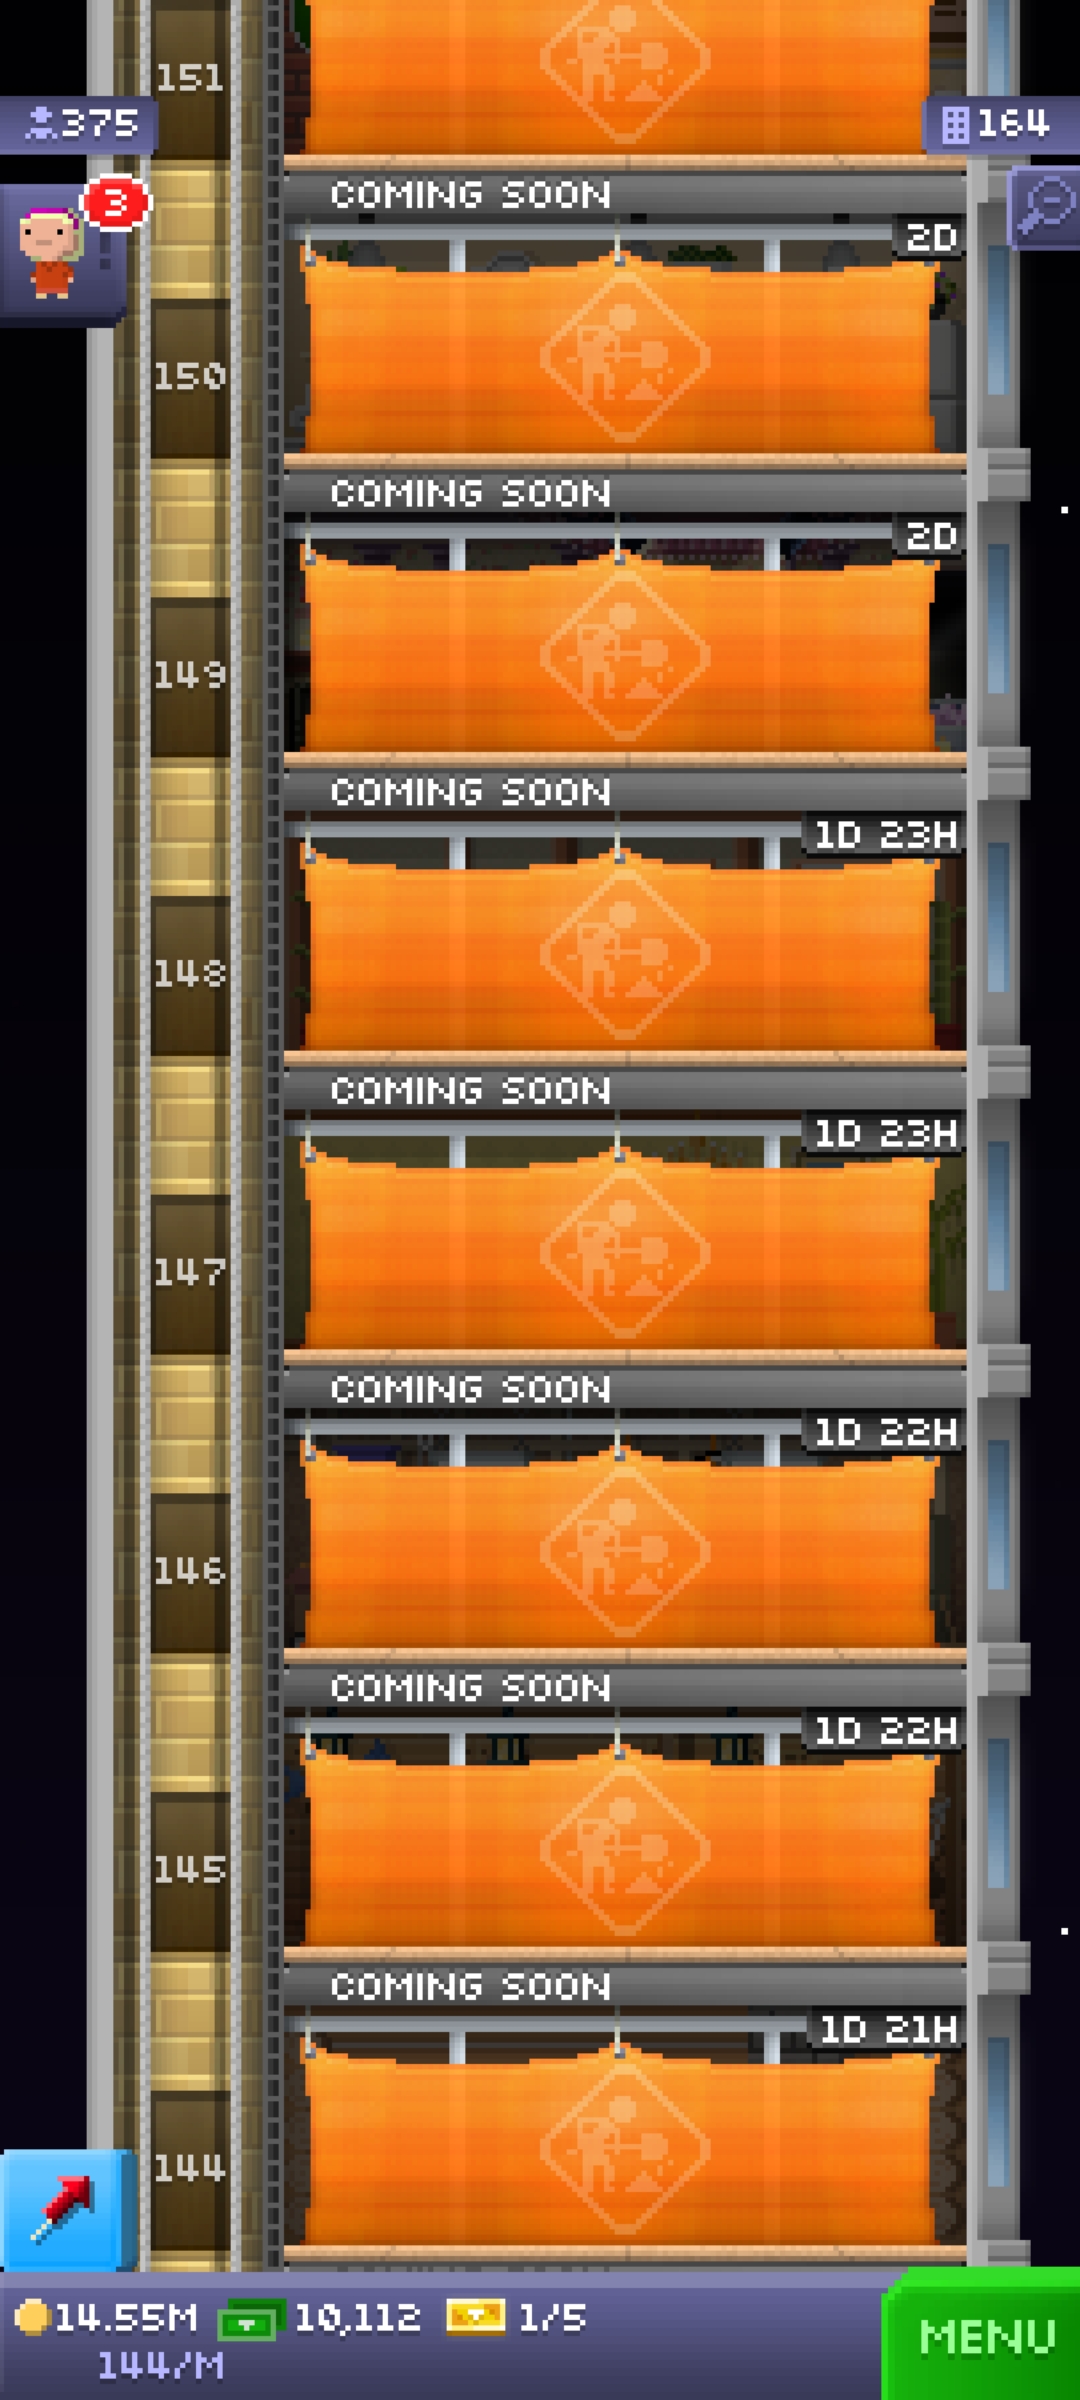 151
375
164
3
COMING SOON
2D
150
COMING SOON
2D
149
COMING SOON
1D 23H
148
COMING SOON
1D 23H
147
COMING SOON
1D 22H
146
COMING SOON
1D 22H
145
COMING SOON
1D 21H
144
14.55M 10,112 1/5
144/M
MENU